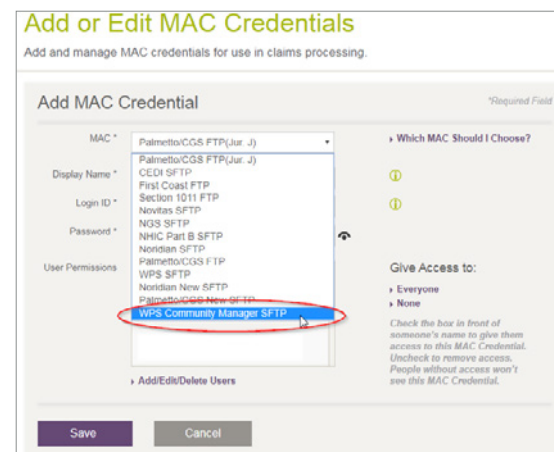 Add or Edit MAC Credentials
Add and manage MAC credentials for use in claims processing.
Add MAC Credential
*Required Field
MAC *
Palmetto/CGS FTP(Jur. J)
› Which MAC Should I Choose?
Palmetto/CGS FTP(Jur. J)
CEDI SFTP
First Coast FTP
Section 1011 FTP
Novitas SFTP
NGS SFTP
NHIC Part B SFTP
Noridian SFTP
Palmetto/CGS FTP
WPS SFTP
Noridian New SFTP
Palmetto/CGS New SFTP
WPS Community Manager SFTP
Display Name *
Login ID *
Password *
User Permissions
› Add/Edit/Delete Users
Give Access to:
› Everyone
› None
Check the box in front of
someone's name to give them
access to this MAC Credential.
Uncheck to remove access.
People without access won't
see this MAC Credential.
Save
Cancel